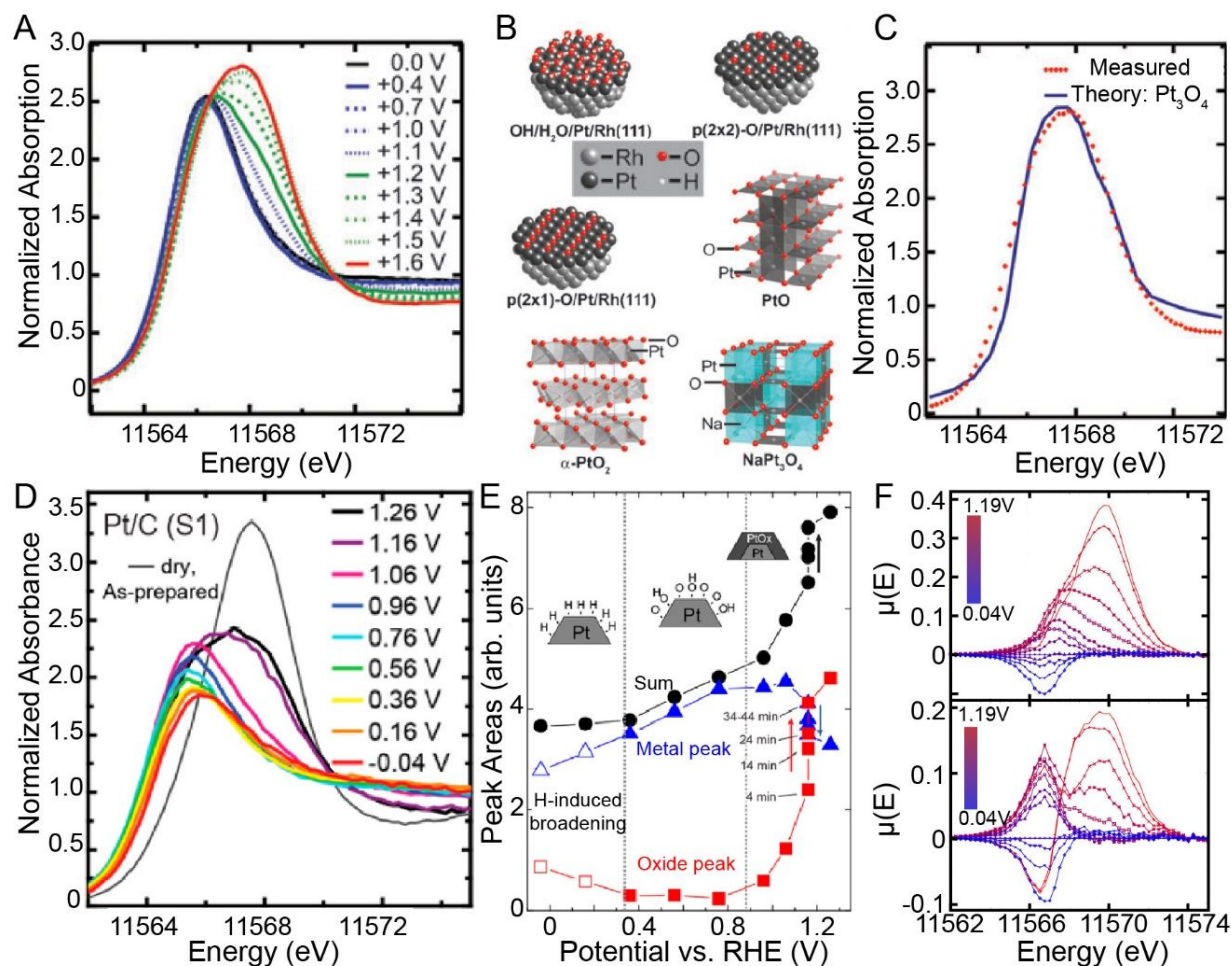 A
Normalized Absorption
3.0
2.5
2.0
1.5
1.0
0.5
0
11564
11568
11572
Energy (eV)
0.0 V
+0.4 V
+0.7 V
+1.0 V
+1.1 V
+1.2 V
+1.3 V
+1.4 V
+1.5 V
+1.6 V
B
OH/H₂O/Pt/Rh(111)
p(2x2)-O/Pt/Rh(111)
Rh
O
Pt
H
p(2x1)-O/Pt/Rh(111)
O
Pt
PtO
O
Pt
α-PtO₂
Pt
O
Na
NaPt₃O₄
C
Normalized Absorption
3.0
2.5
2.0
1.5
1.0
0.5
0
11564
11568
11572
Energy (eV)
Measured
Theory: Pt₃O₄
D
Normalized Absorbance
3.5
3.0
2.5
2.0
1.5
1.0
0.5
0
11564
11568
11572
Energy (eV)
Pt/C (S1)
dry,
As-prepared
1.26 V
1.16 V
1.06 V
0.96 V
0.76 V
0.56 V
0.36 V
0.16 V
-0.04 V
E
Peak Areas (arb. units)
8
6
4
2
0
0
0.4
0.8
1.2
Potential vs. RHE (V)
H H H H H
Pt
H
O O O O O OH
Pt
PtOx
Pt
Sum
Metal peak
H-induced
broadening
Oxide peak
34-44 min
24 min
14 min
4 min
F
μ(E)
0.4
0.3
0.2
0.1
0
1.19V
0.04V
μ(E)
0.2
0.1
0
-0.1
1.19V
0.04V
11562
11566
11570
11574
Energy (eV)